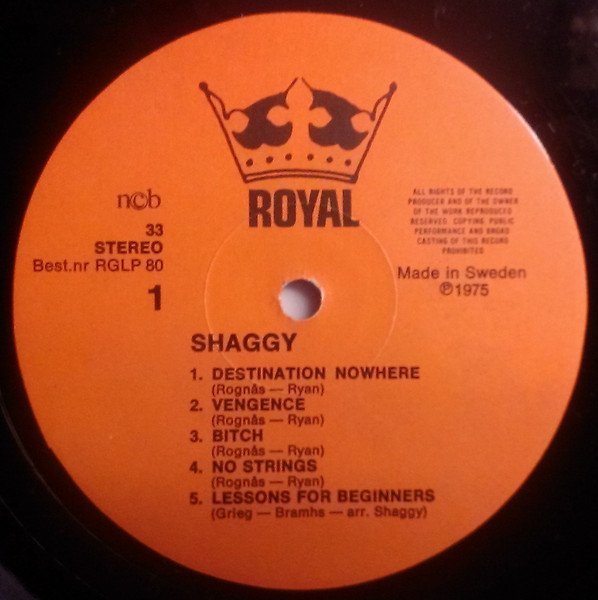 ROYAL
ncb
33
STEREO
Best.nr RGLP 80
1
ALL RIGHTS OF THE RECORD
PRODUCER AND OF THE OWNER
OF THE WORK REPRODUCED
RESERVED. COPYING PUBLIC
PERFORMANCE AND BROAD
CASTING OF THIS RECORD
PROHIBITED
Made in Sweden
℗1975
SHAGGY
1. DESTINATION NOWHERE
(Rognås — Ryan)
2. VENGENCE
(Rognås — Ryan)
3. BITCH
(Rognås — Ryan)
4. NO STRINGS
(Rognås — Ryan)
5. LESSONS FOR BEGINNERS
(Grieg — Bramhs — arr. Shaggy)